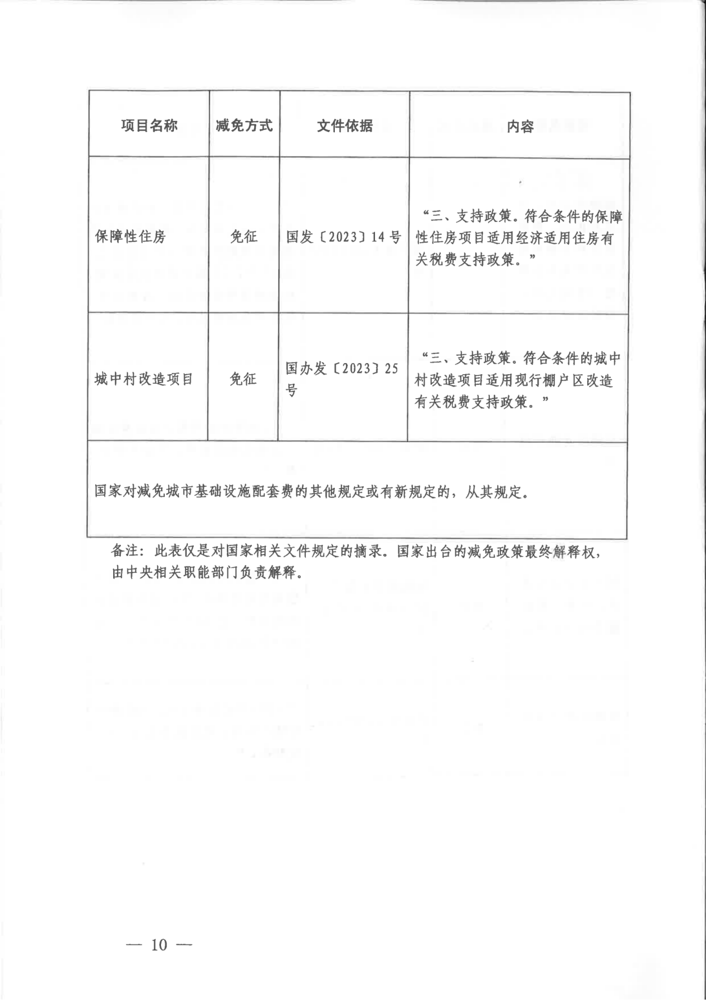 项目名称 减免方式 文件依据 内容
保障性住房 免征 国发〔2023〕14 号
“三、支持政策。符合条件的保障
性住房项目适用经济适用住房有
关税费支持政策。”
城中村改造项目 免征 国办发〔2023〕25
号
“三、支持政策。符合条件的城中
村改造项目适用现行棚户区改造
有关税费支持政策。”
国家对减免城市基础设施配套费的其他规定或有新规定的，从其规定。
备注：此表仅是对国家相关文件规定的摘录。国家出台的减免政策最终解释权，
由中央相关职能部门负责解释。
— 10 —